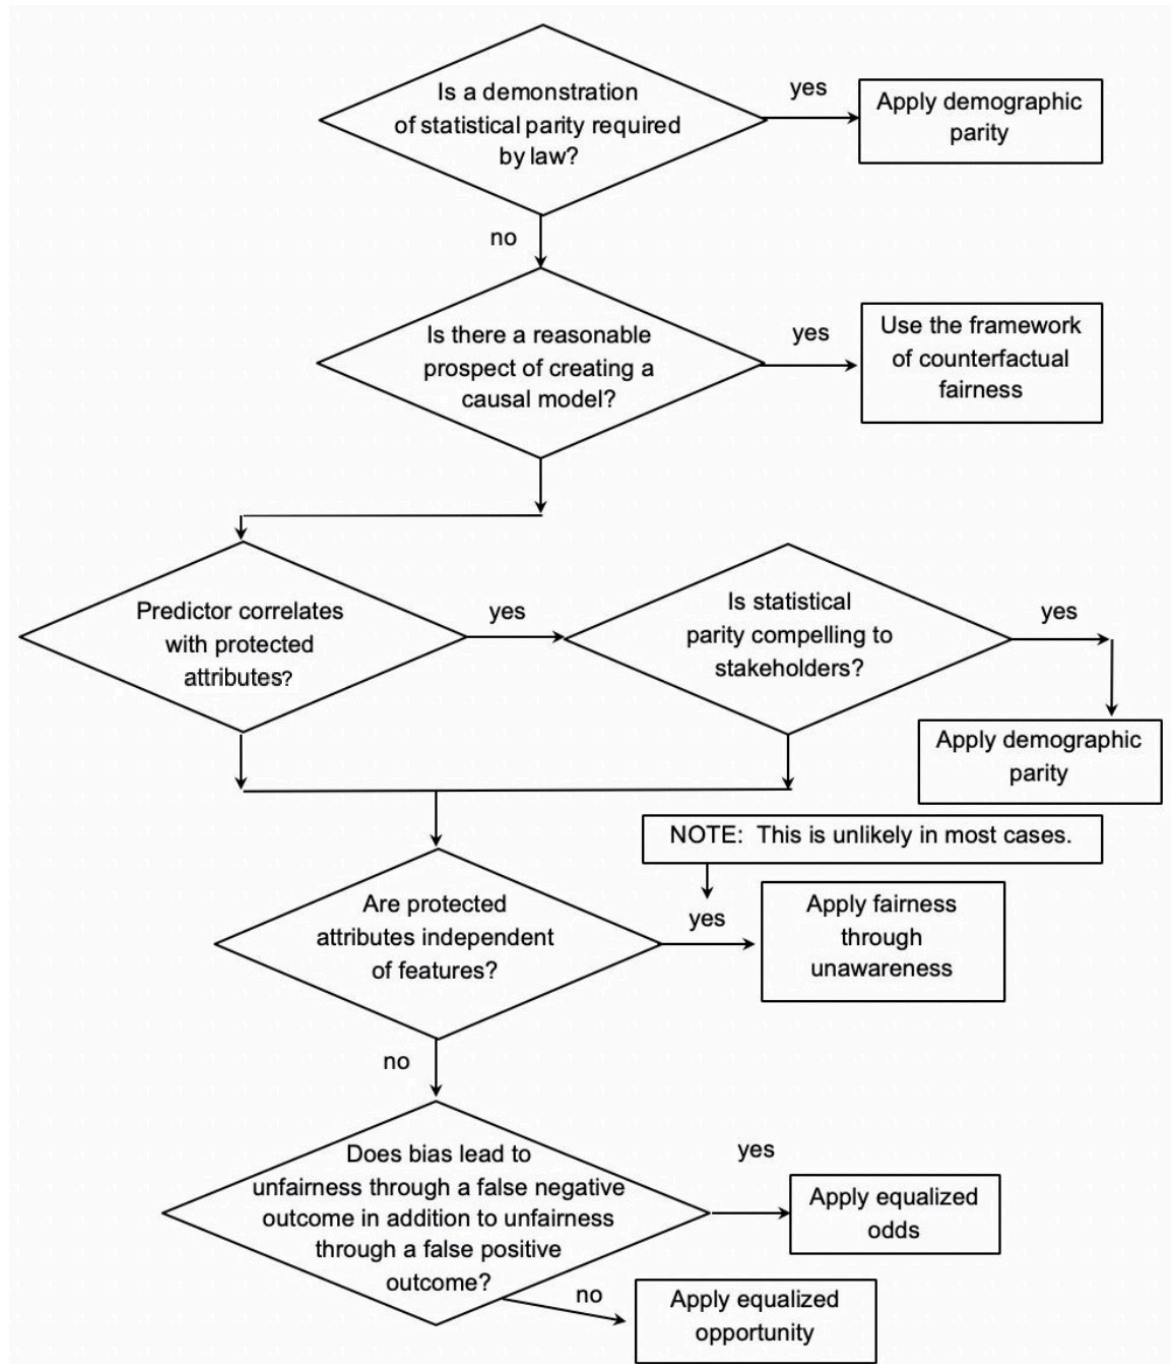 Is a demonstration
of statistical parity required
by law?
yes
Apply demographic
parity
no
Is there a reasonable
prospect of creating a
causal model?
yes
Use the framework
of counterfactual
fairness
Predictor correlates
with protected
attributes?
yes
Is statistical
parity compelling to
stakeholders?
yes
Apply demographic
parity
NOTE:  This is unlikely in most cases.
Are protected
attributes independent
of features?
yes
Apply fairness
through
unawareness
no
Does bias lead to
unfairness through a false negative
outcome in addition to unfairness
through a false positive
outcome?
yes
Apply equalized
odds
no
Apply equalized
opportunity